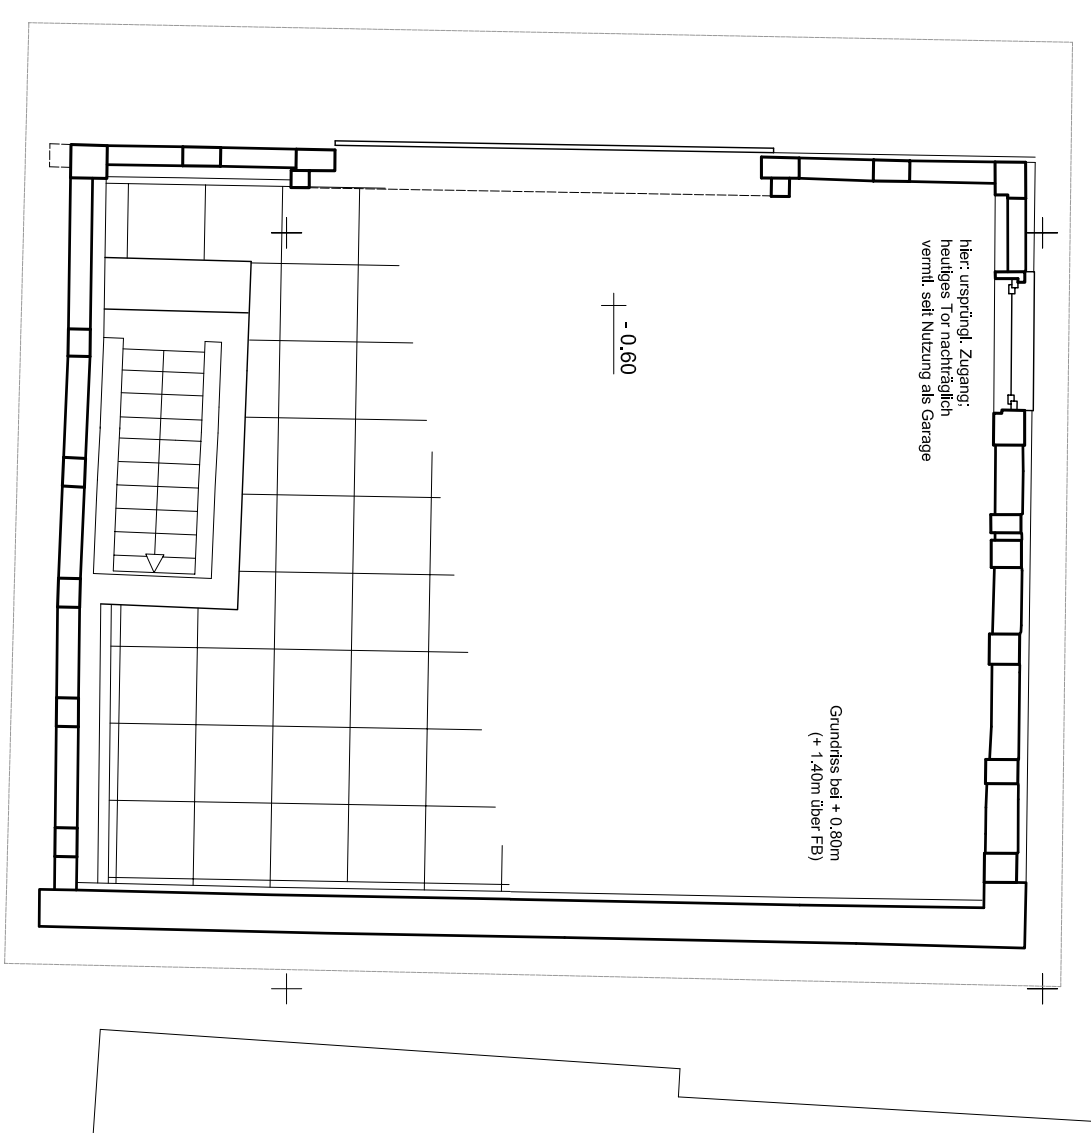 hier: ursprüngl. Zugang;
heutiges Tor nachträglich
vermtl. seit Nutzung als Garage
- 0.60
Grundriss bei + 0.80m
(+ 1.40m über FB)